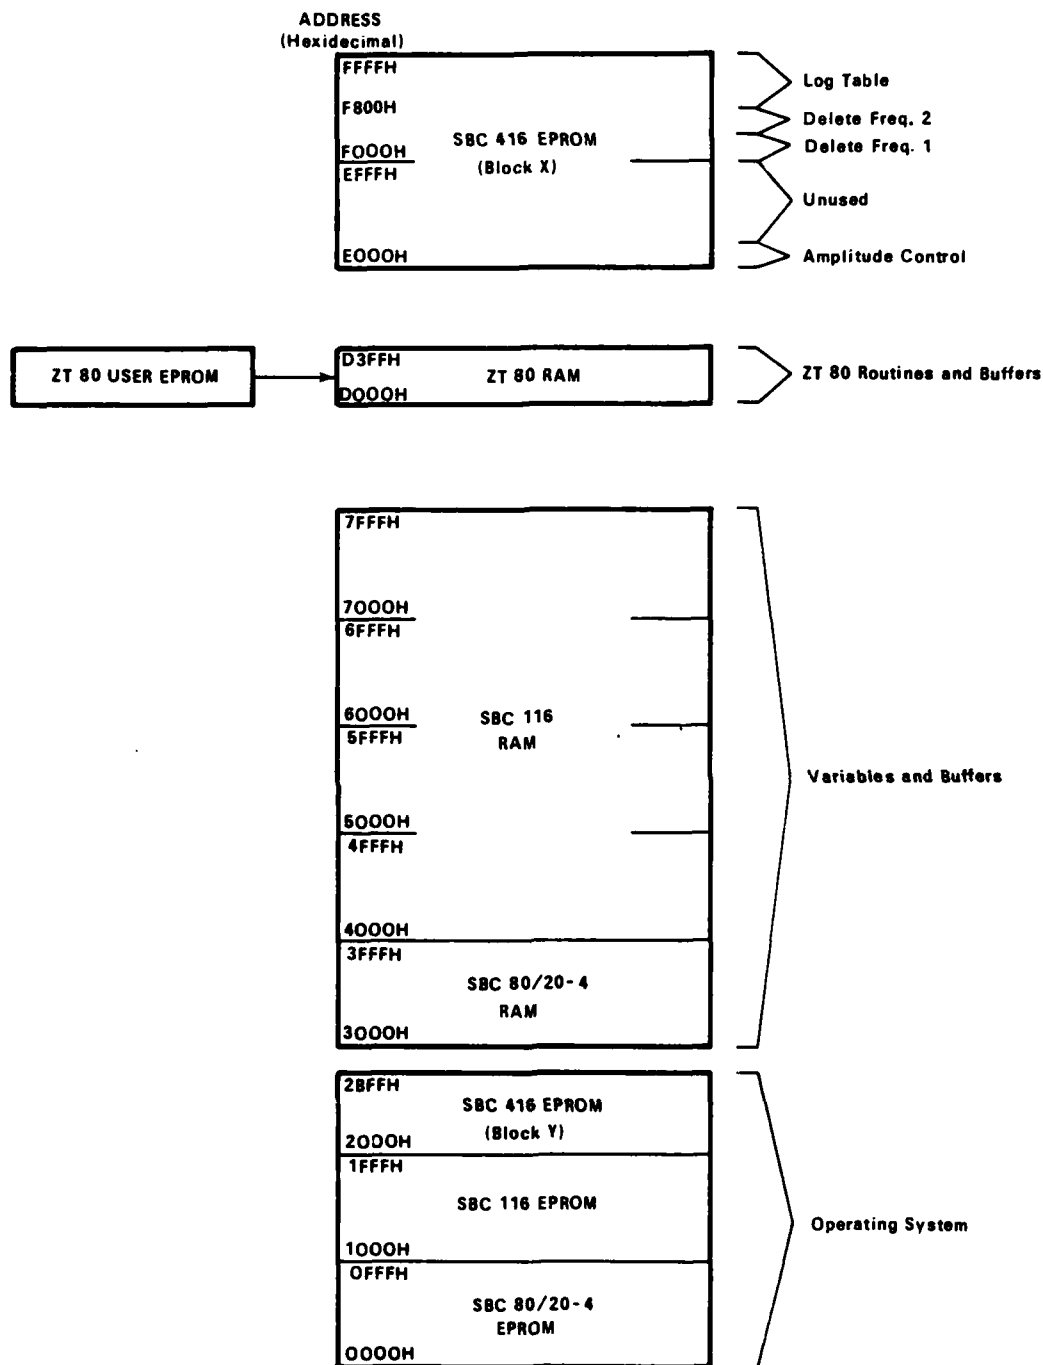 ADDRESS
(Hexidecimal)
FFFFH
Log Table
F800H
Delete Freq. 2
SBC 416 EPROM
Delete Freq. 1
F000H
(Block X)
EFFFH
Unused
E000H
Amplitude Control
D3FFH
ZT 80 USER EPROM
ZT 80 RAM
ZT 80 Routines and Buffers
D000H
7FFFH
7000H
6FFFH
6000H
SBC 116
5FFFH
RAM
Variables and Buffers
5000H
4FFFH
4000H
3FFFH
SBC 80/20-4
RAM
3000H
2BFFH
SBC 416 EPROM
(Block Y)
2000H
1FFFH
SBC 116 EPROM
Operating System
1000H
0FFFH
SBC 80/20-4
EPROM
0000H